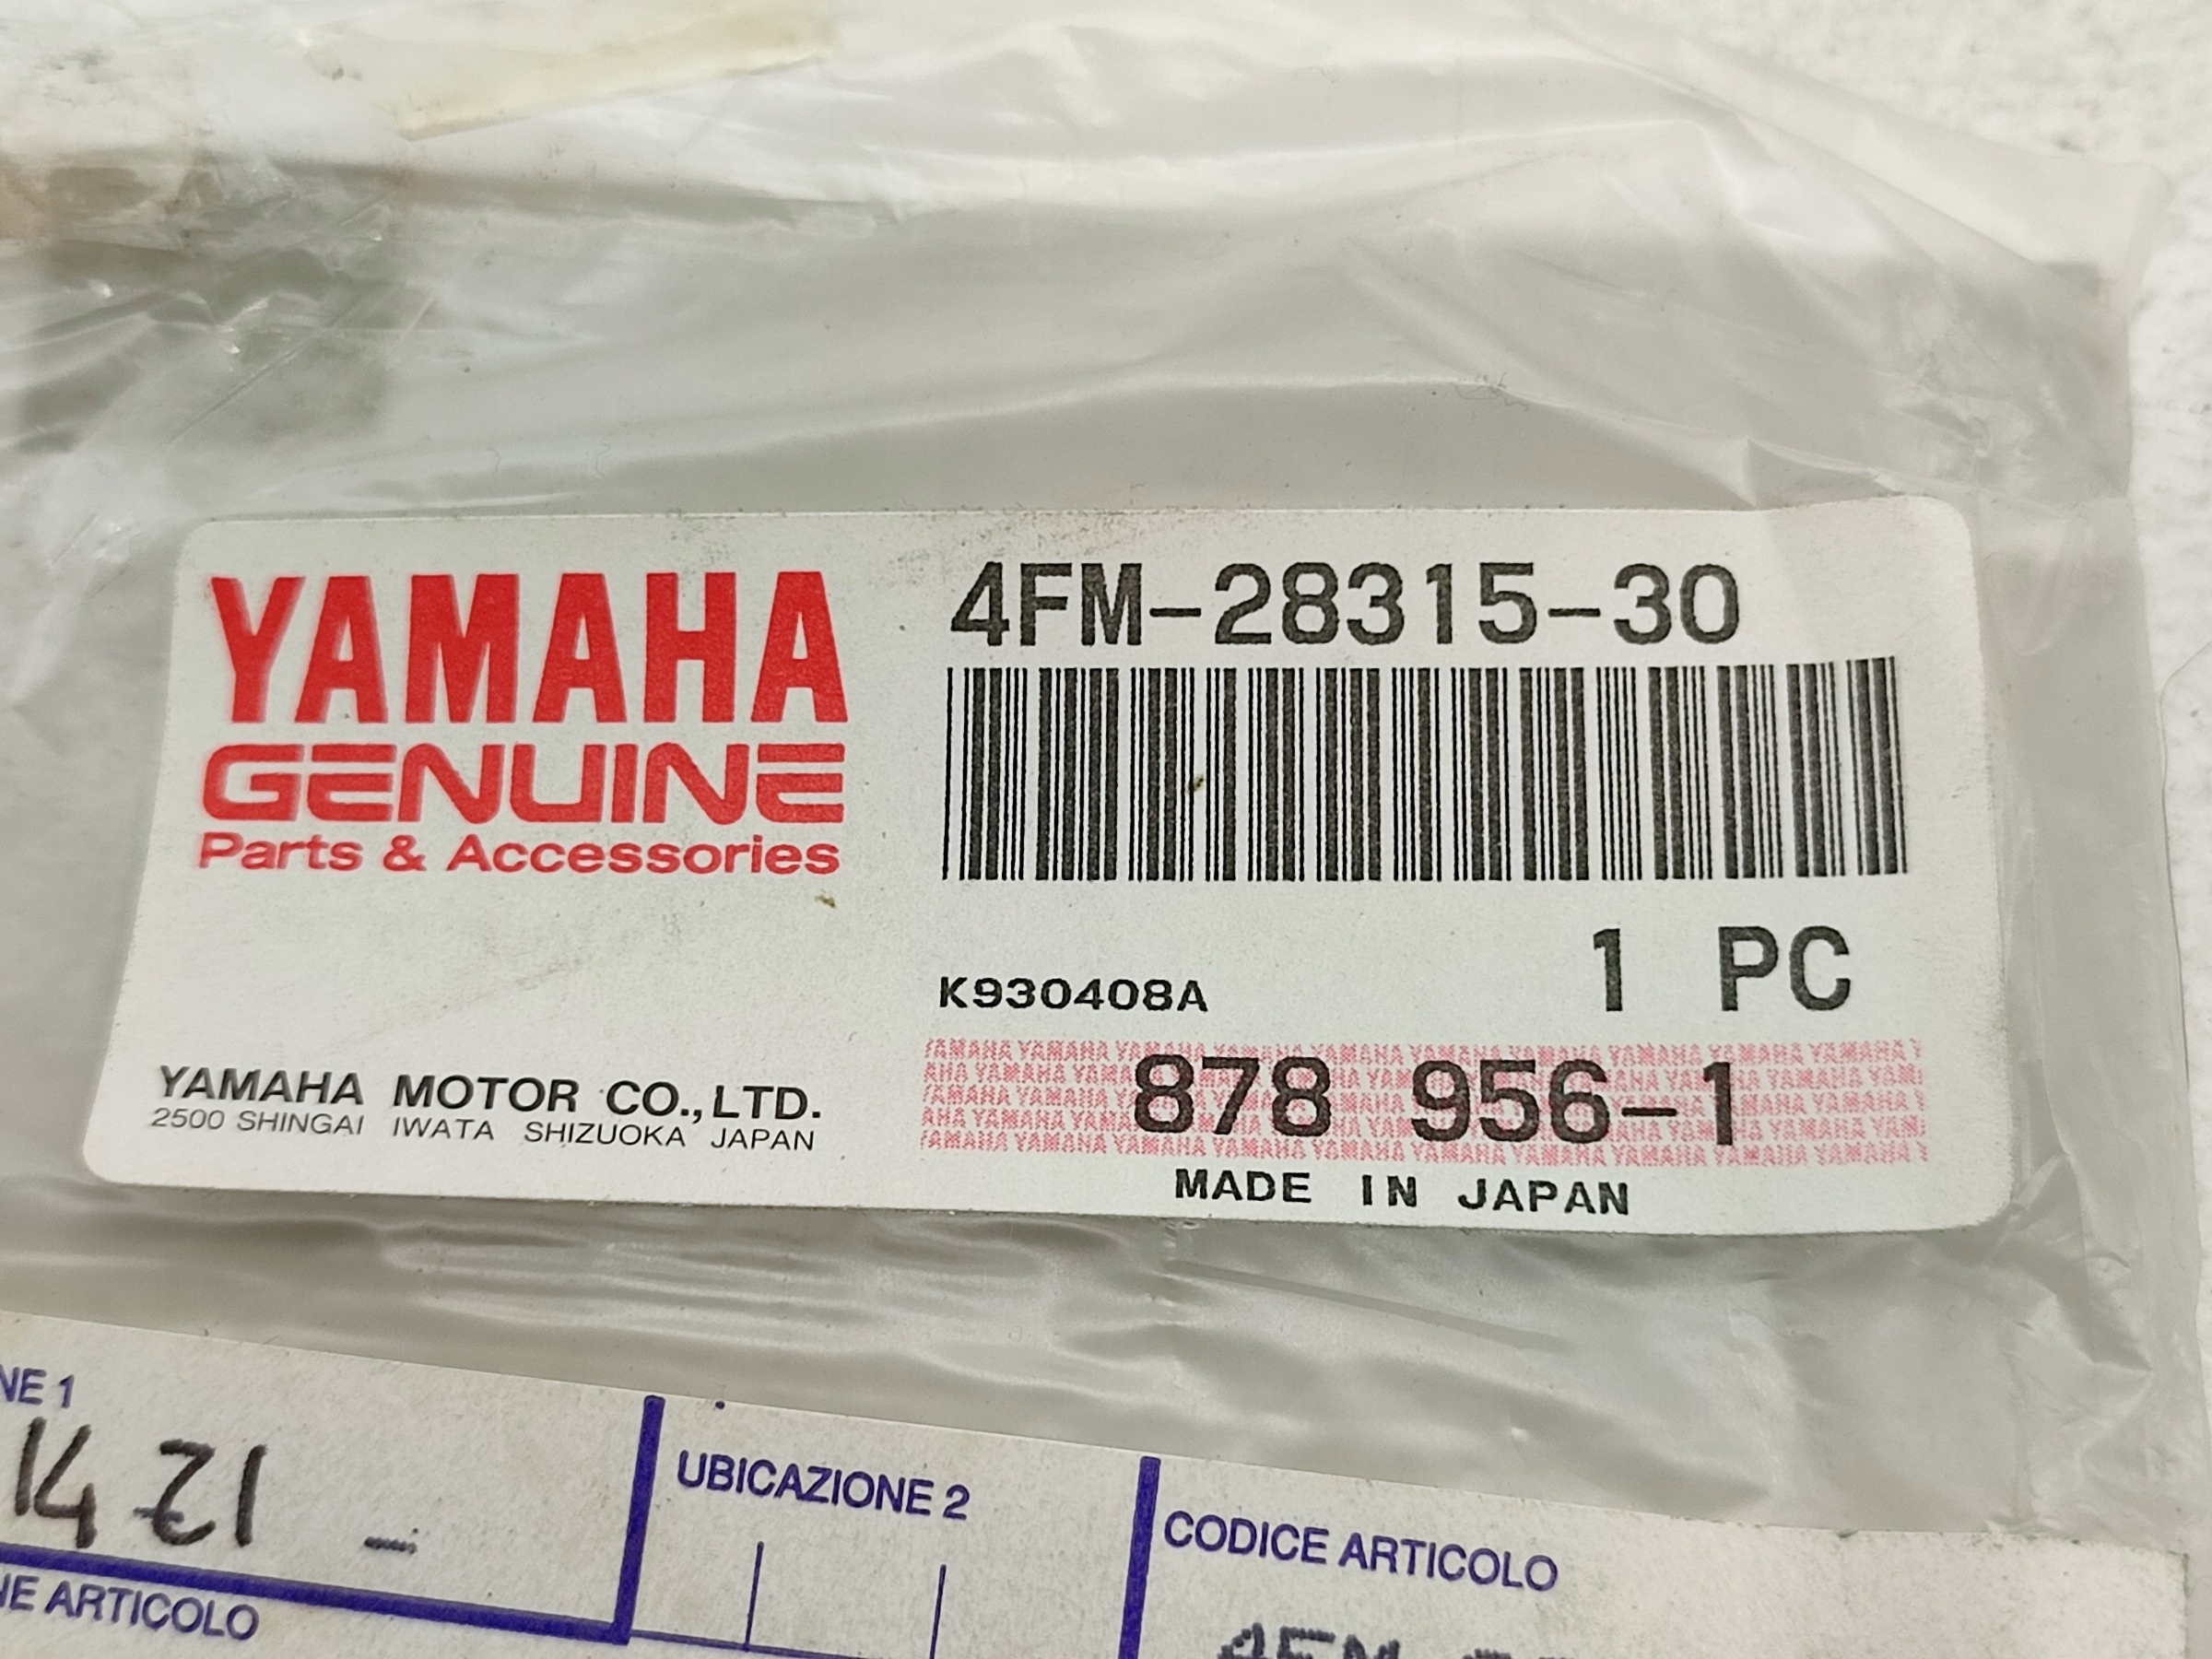 YAMAHA
GENUINE
Parts & Accessories
4FM-28315-30
1 PC
K930408A
YAMAHA MOTOR CO., LTD.
2500 SHINGAI IWATA SHIZUOKA JAPAN
878 956-1
MADE IN JAPAN
NE 1
UBICAZIONE 2
CODICE ARTICOLO
NE ARTICOLO